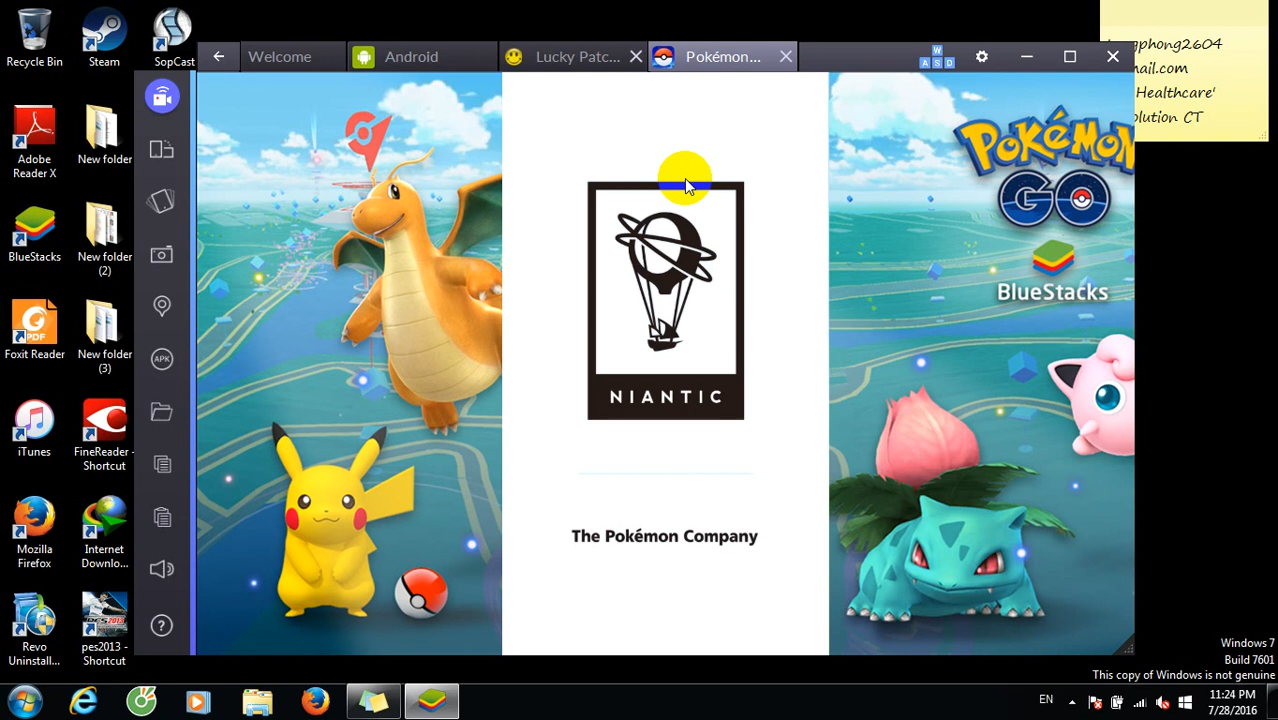 Recycle Bin
Steam
SopCast
Adobe
Reader X
New folder
BlueStacks
New folder
(2)
Foxit Reader
New folder
(3)
iTunes
FineReader -
Shortcut
Mozilla
Firefox
Internet
Downlo...
Revo
Uninstall...
pes2013 -
Shortcut
PDF
PES2013
Welcome
Android
Lucky Patc...
Pokémon...
W
A S D
APK
POKÉMON
GO
BlueStacks
NIANTIC
The Pokémon Company
phong2604
mail.com
Healthcare'
olution CT
Windows 7
Build 7601
This copy of Windows is not genuine
EN
11:24 PM
7/28/2016